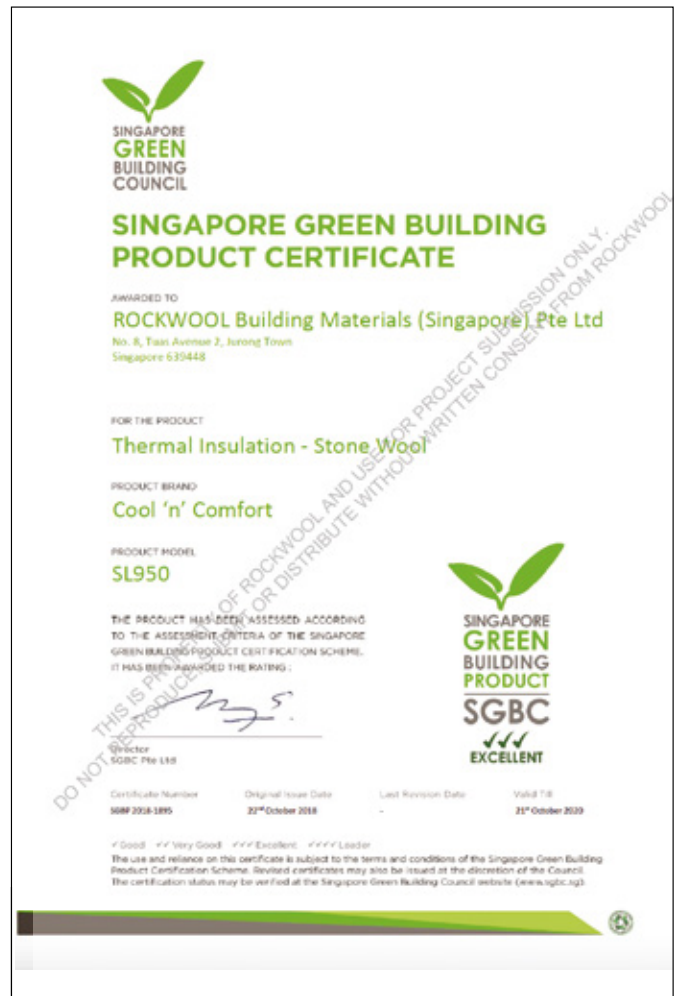 SINGAPORE
GREEN
BUILDING
COUNCIL
SINGAPORE GREEN BUILDING
PRODUCT CERTIFICATE
AWARDED TO
ROCKWOOL Building Materials (Singapore) Pte Ltd
No. 8, Tuas Avenue 2, Jurong Town
Singapore 639448
FOR THE PRODUCT
Thermal Insulation - Stone Wool
PRODUCT BRAND
Cool 'n' Comfort
PRODUCT MODEL
SL950
THE PRODUCT HAS BEEN ASSESSED ACCORDING
TO THE ASSESSMENT CRITERIA OF THE SINGAPORE
GREEN BUILDING PRODUCT CERTIFICATION SCHEME.
IT HAS BEEN AWARDED THE RATING :
Director
SGBC Pte Ltd
SINGAPORE
GREEN
BUILDING
PRODUCT
SGBC
✓✓✓
EXCELLENT
Certificate Number Original Issue Date Last Revision Date Valid Till
SGBP 2018-1895 22nd October 2018 - 21st October 2020
✓Good ✓✓Very Good ✓✓✓Excellent ✓✓✓✓Leader
The use and reliance on this certificate is subject to the terms and conditions of the Singapore Green Building
Product Certification Scheme. Revised certificates may also be issued at the discretion of the Council.
The certification status may be verified at the Singapore Green Building Council website (www.sgbc.sg).
THIS IS PROPERTY OF ROCKWOOL AND USE FOR PROJECT SUBMISSION ONLY.
DO NOT REPRODUCE, SUBMIT OR DISTRIBUTE WITHOUT WRITTEN CONSENT FROM ROCKWOOL